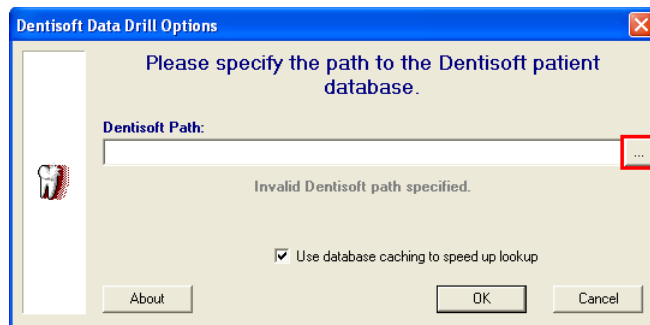 Dentisoft Data Drill Options
Please specify the path to the Dentisoft patient
database.
Dentisoft Path:
...
Invalid Dentisoft path specified.
Use database caching to speed up lookup
About
OK
Cancel